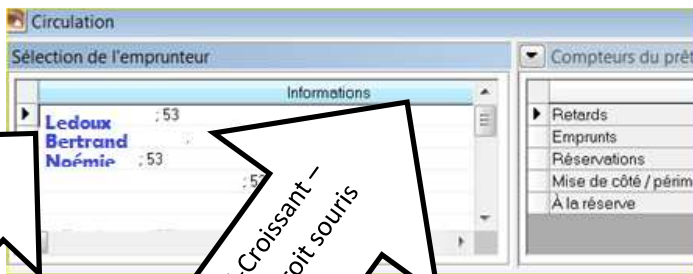 Circulation
Sélection de l'emprunteur
Compteurs du prêt
Informations
Ledoux ; 53
Bertrand
Noémie ; 53
Retards
Emprunts
Réservations
Mise de côté / périm
À la réserve
-Croissant –
oit souris